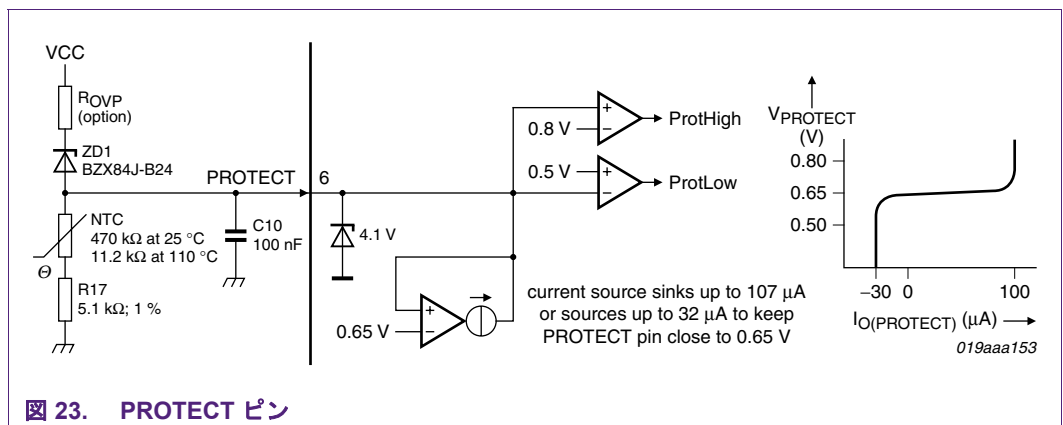 VCC
ROVP
(option)
ZD1
BZX84J-B24
PROTECT
6
NTC
470 kΩ at 25 °C
11.2 kΩ at 110 °C
Θ
R17
5.1 kΩ; 1 %
C10
100 nF
4.1 V
0.65 V
+
−
0.8 V
+
−
ProtHigh
0.5 V
+
−
ProtLow
current source sinks up to 107 μA
or sources up to 32 μA to keep
PROTECT pin close to 0.65 V
VPROTECT
(V)
0.80
0.65
0.50
−30 0 100
IO(PROTECT) (μA)
019aaa153
図 23. PROTECT ピン